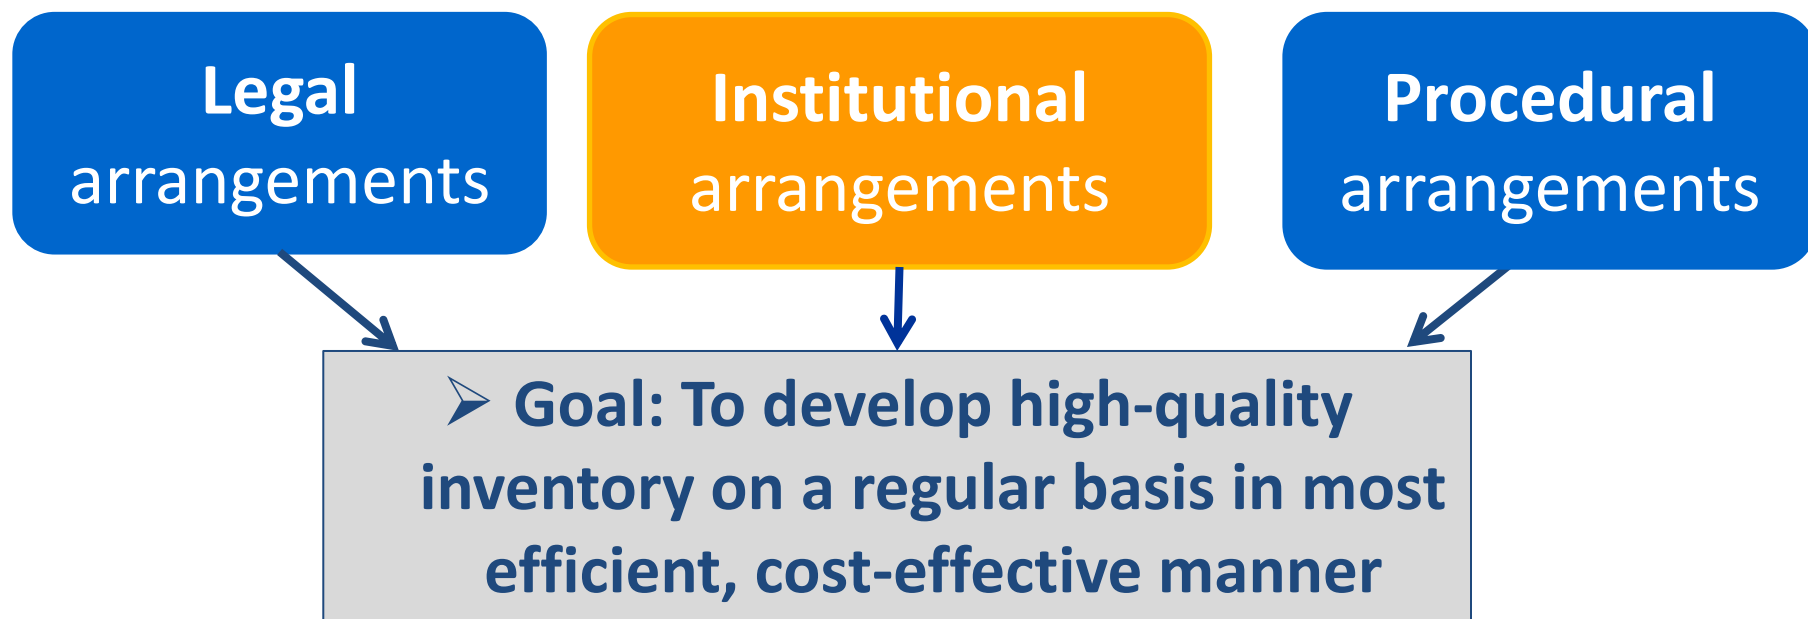 Legal
arrangements
Institutional
arrangements
Procedural
arrangements
➢ Goal: To develop high-quality
inventory on a regular basis in most
efficient, cost-effective manner